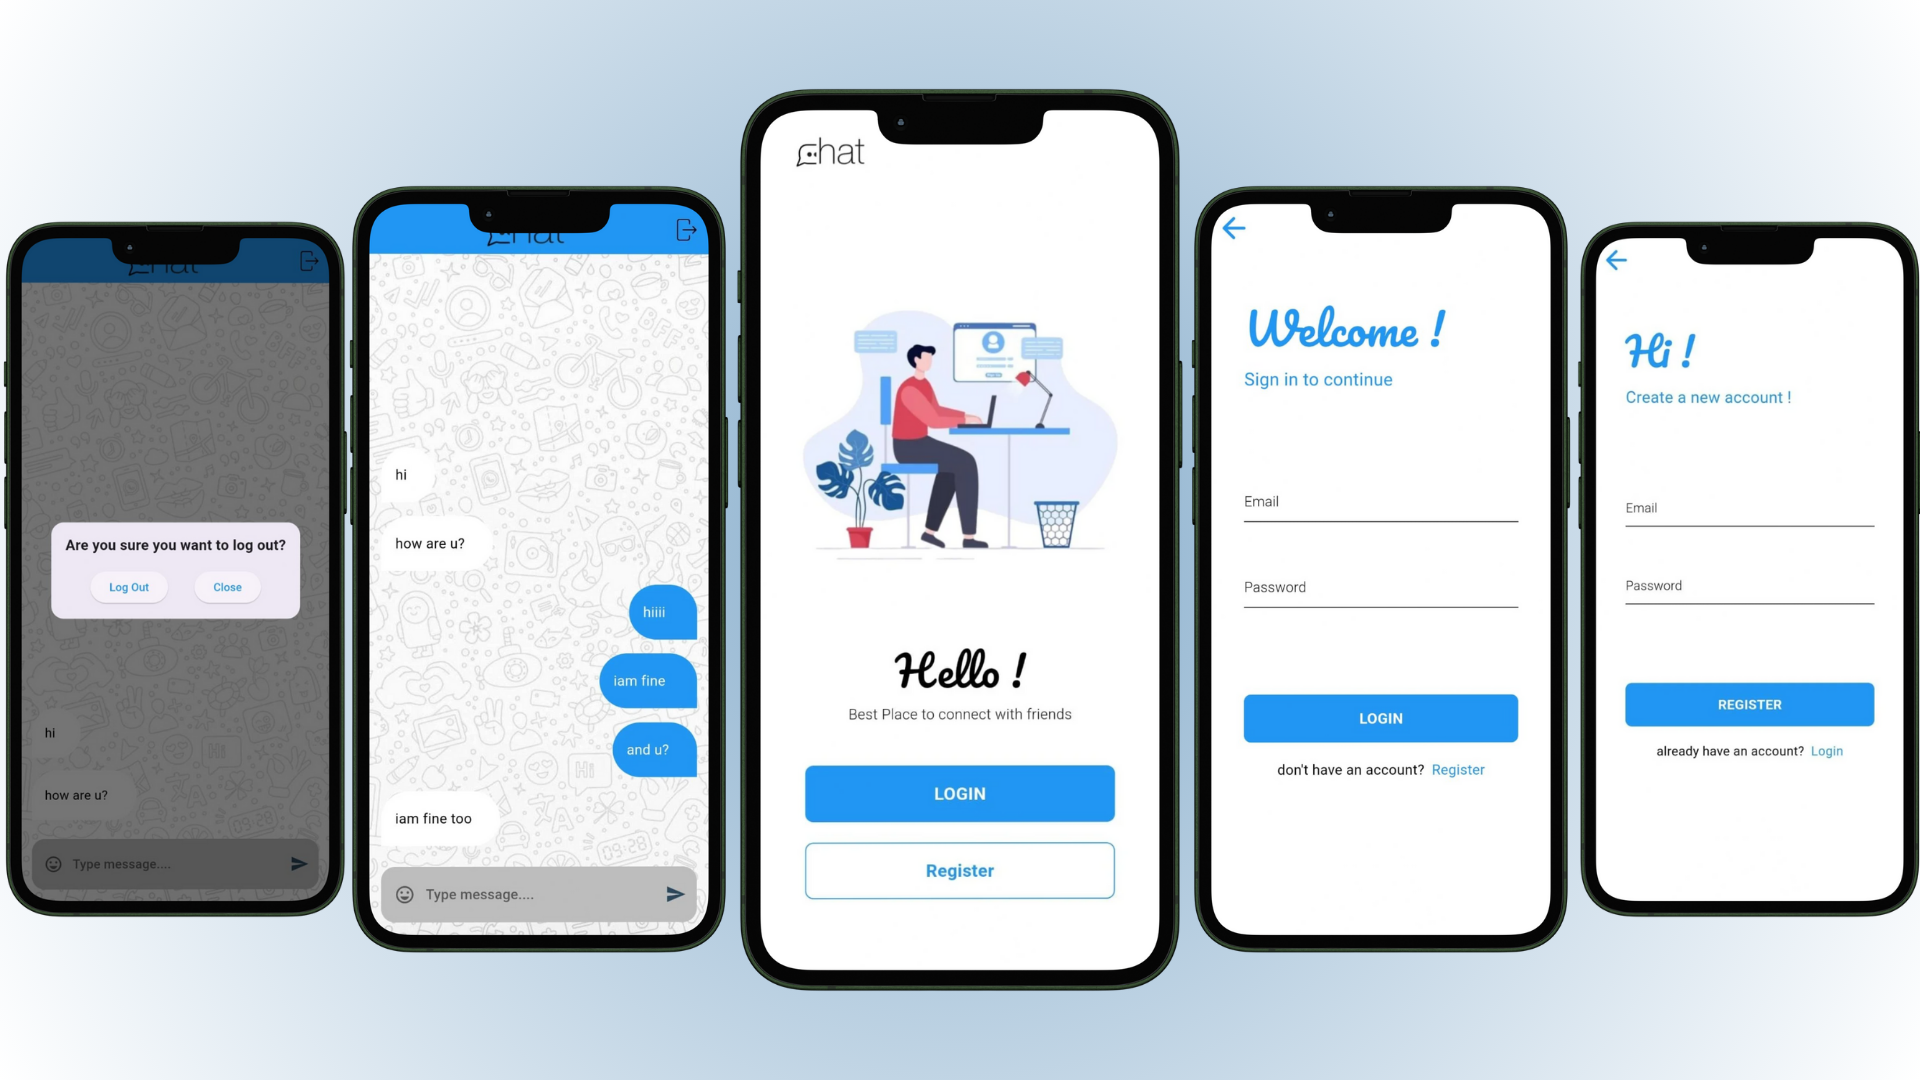 Are you sure you want to log out?
Log Out
Close
hi
how are u?
Type message....
hi
how are u?
hiiii
iam fine
and u?
iam fine too
Type message....
Chat
Hello !
Best Place to connect with friends
LOGIN
Register
Welcome !
Sign in to continue
Email
Password
LOGIN
don't have an account? Register
Hi !
Create a new account !
Email
Password
REGISTER
already have an account? Login